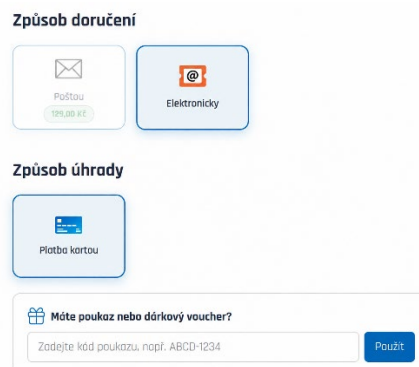 Způsob doručení
Poštou
Elektronicky
129,00 Kč
Způsob úhrady
Platba kartou
Máte poukaz nebo dárkový voucher?
Zadejte kód poukazu, např. ABCD-1234
Použít